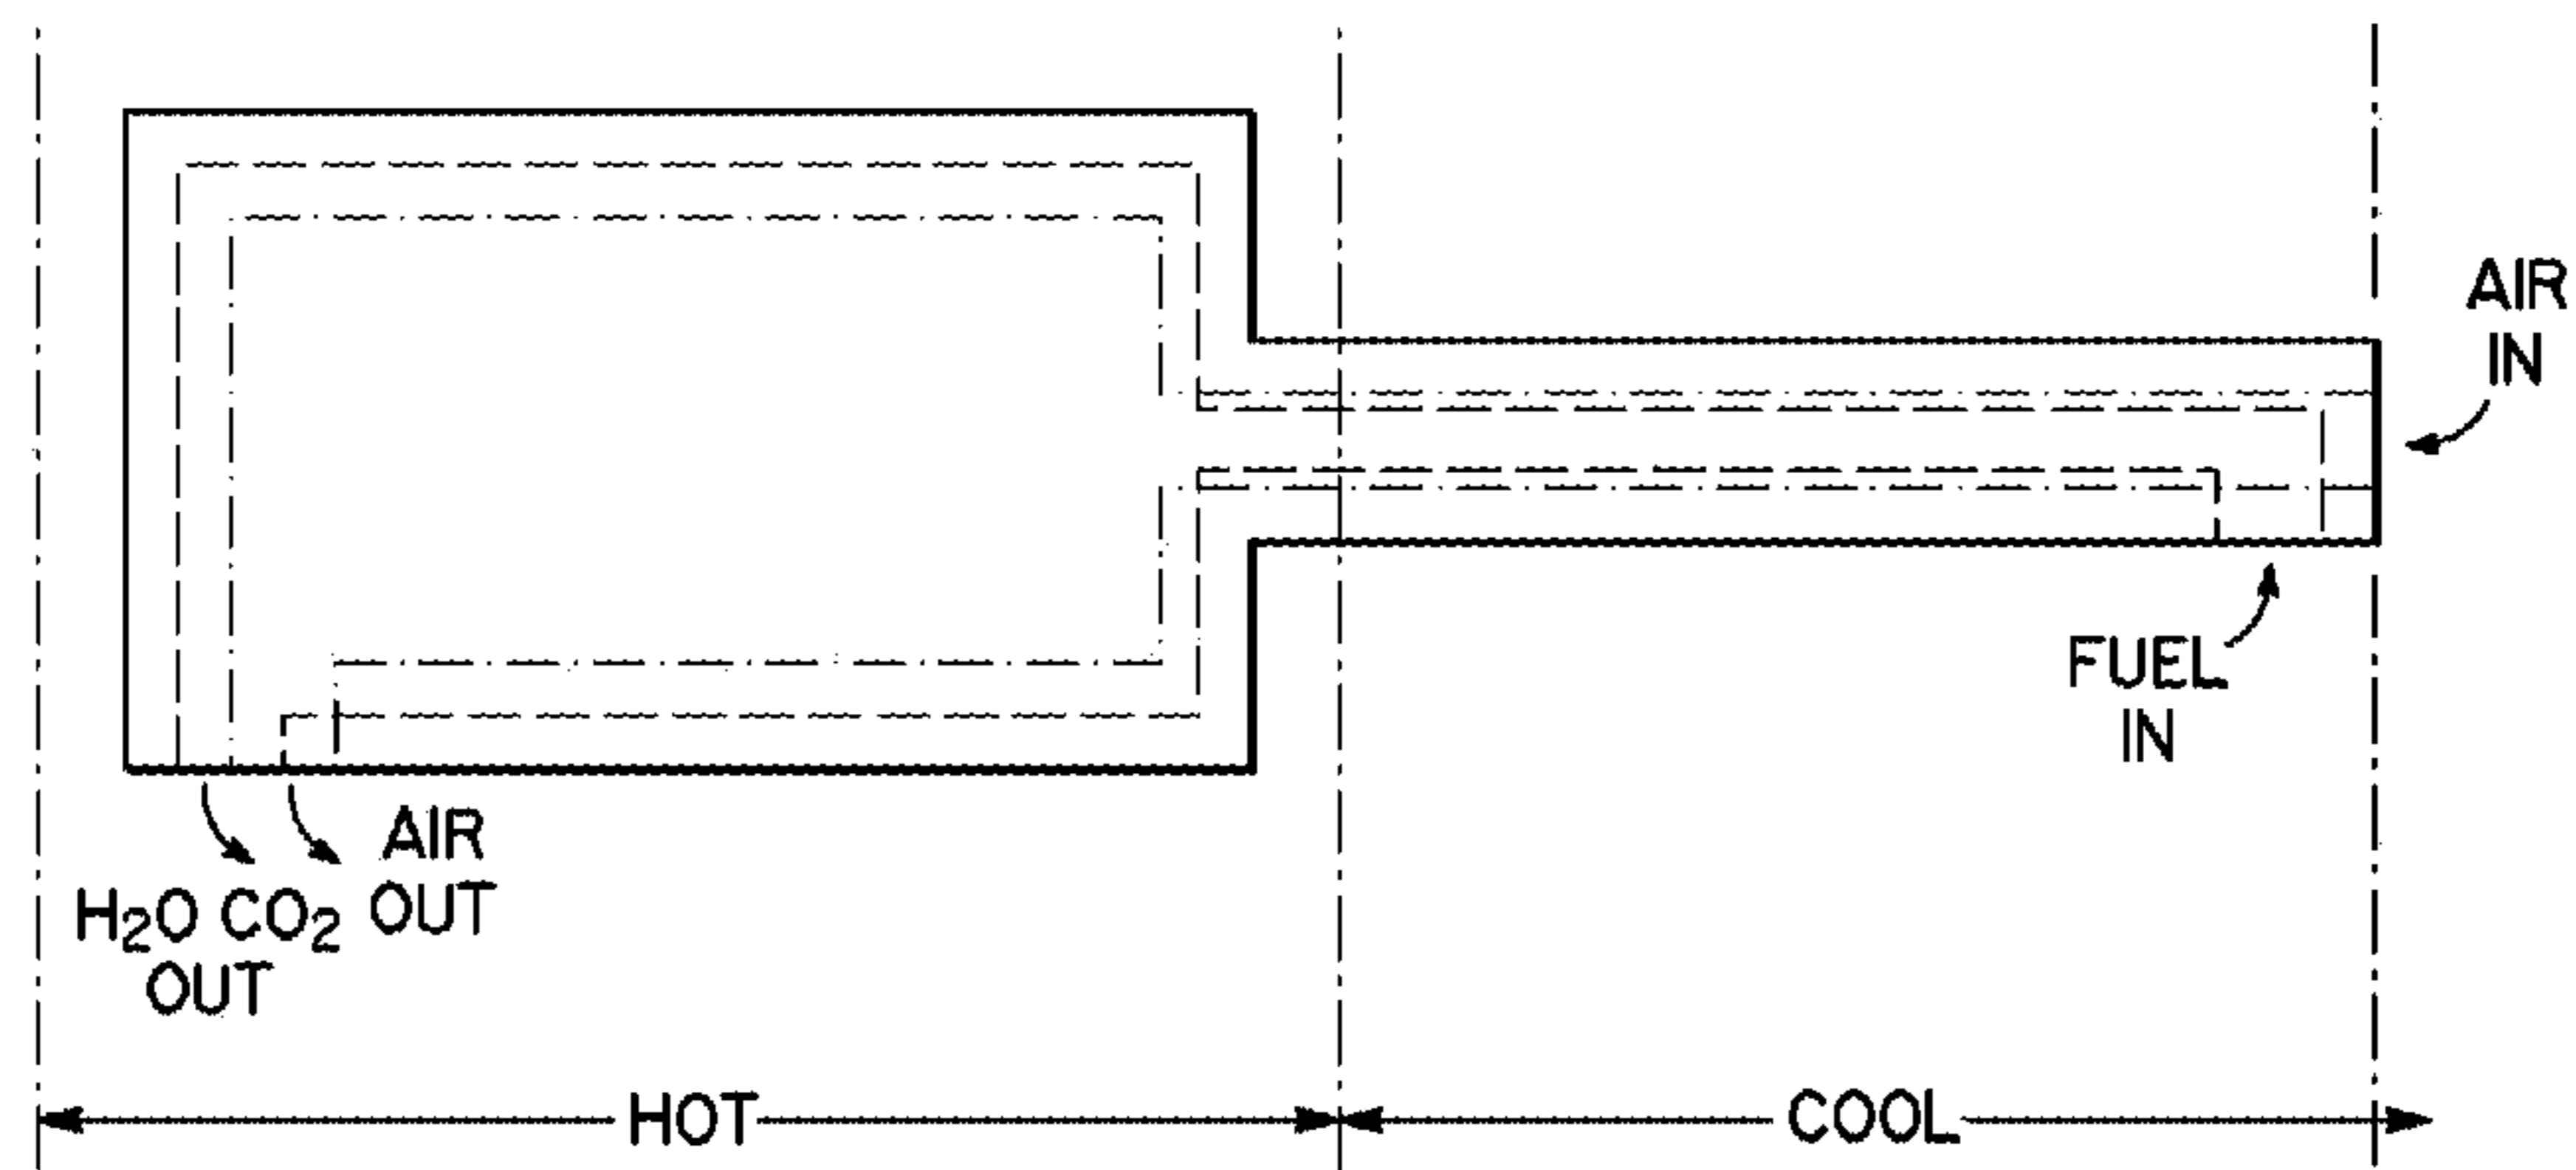 AIR
IN
FUEL
IN
AIR
OUT
H₂O CO₂
OUT
HOT
COOL